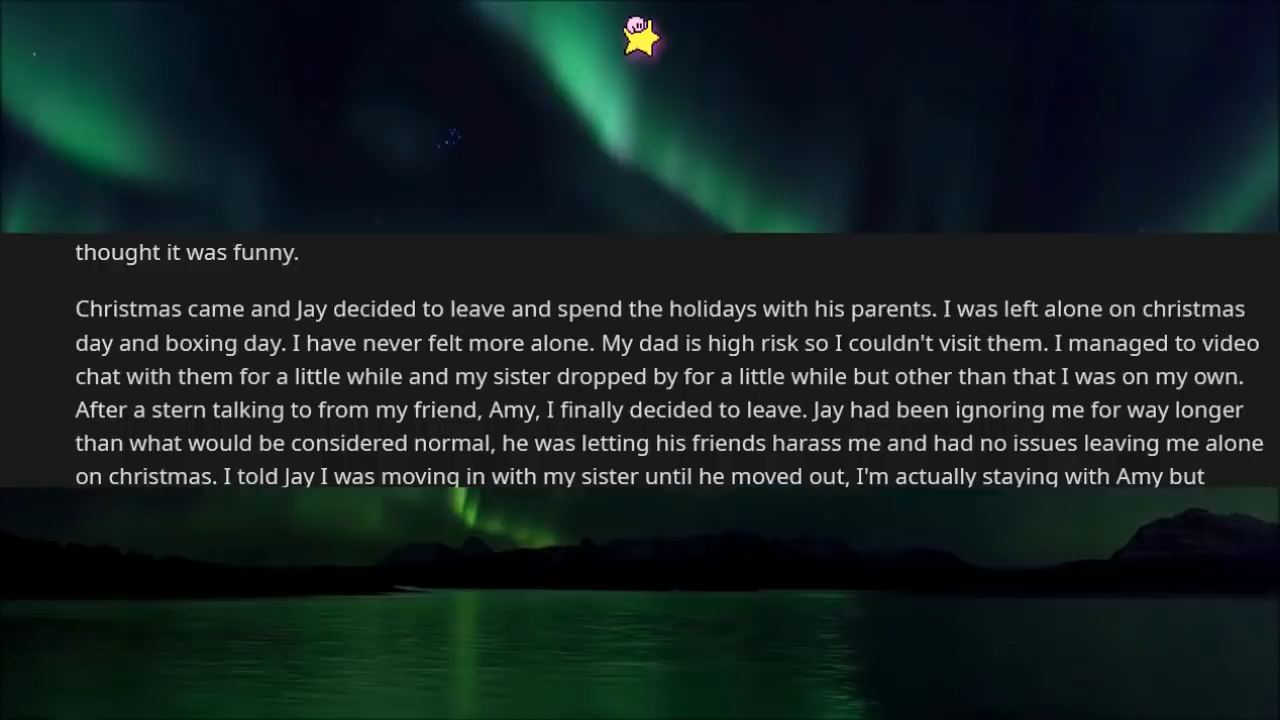 thought it was funny.
Christmas came and Jay decided to leave and spend the holidays with his parents. I was left alone on christmas
day and boxing day. I have never felt more alone. My dad is high risk so I couldn't visit them. I managed to video
chat with them for a little while and my sister dropped by for a little while but other than that I was on my own.
After a stern talking to from my friend, Amy, I finally decided to leave. Jay had been ignoring me for way longer
than what would be considered normal, he was letting his friends harass me and had no issues leaving me alone
on christmas. I told Jay I was moving in with my sister until he moved out, I'm actually staying with Amy but